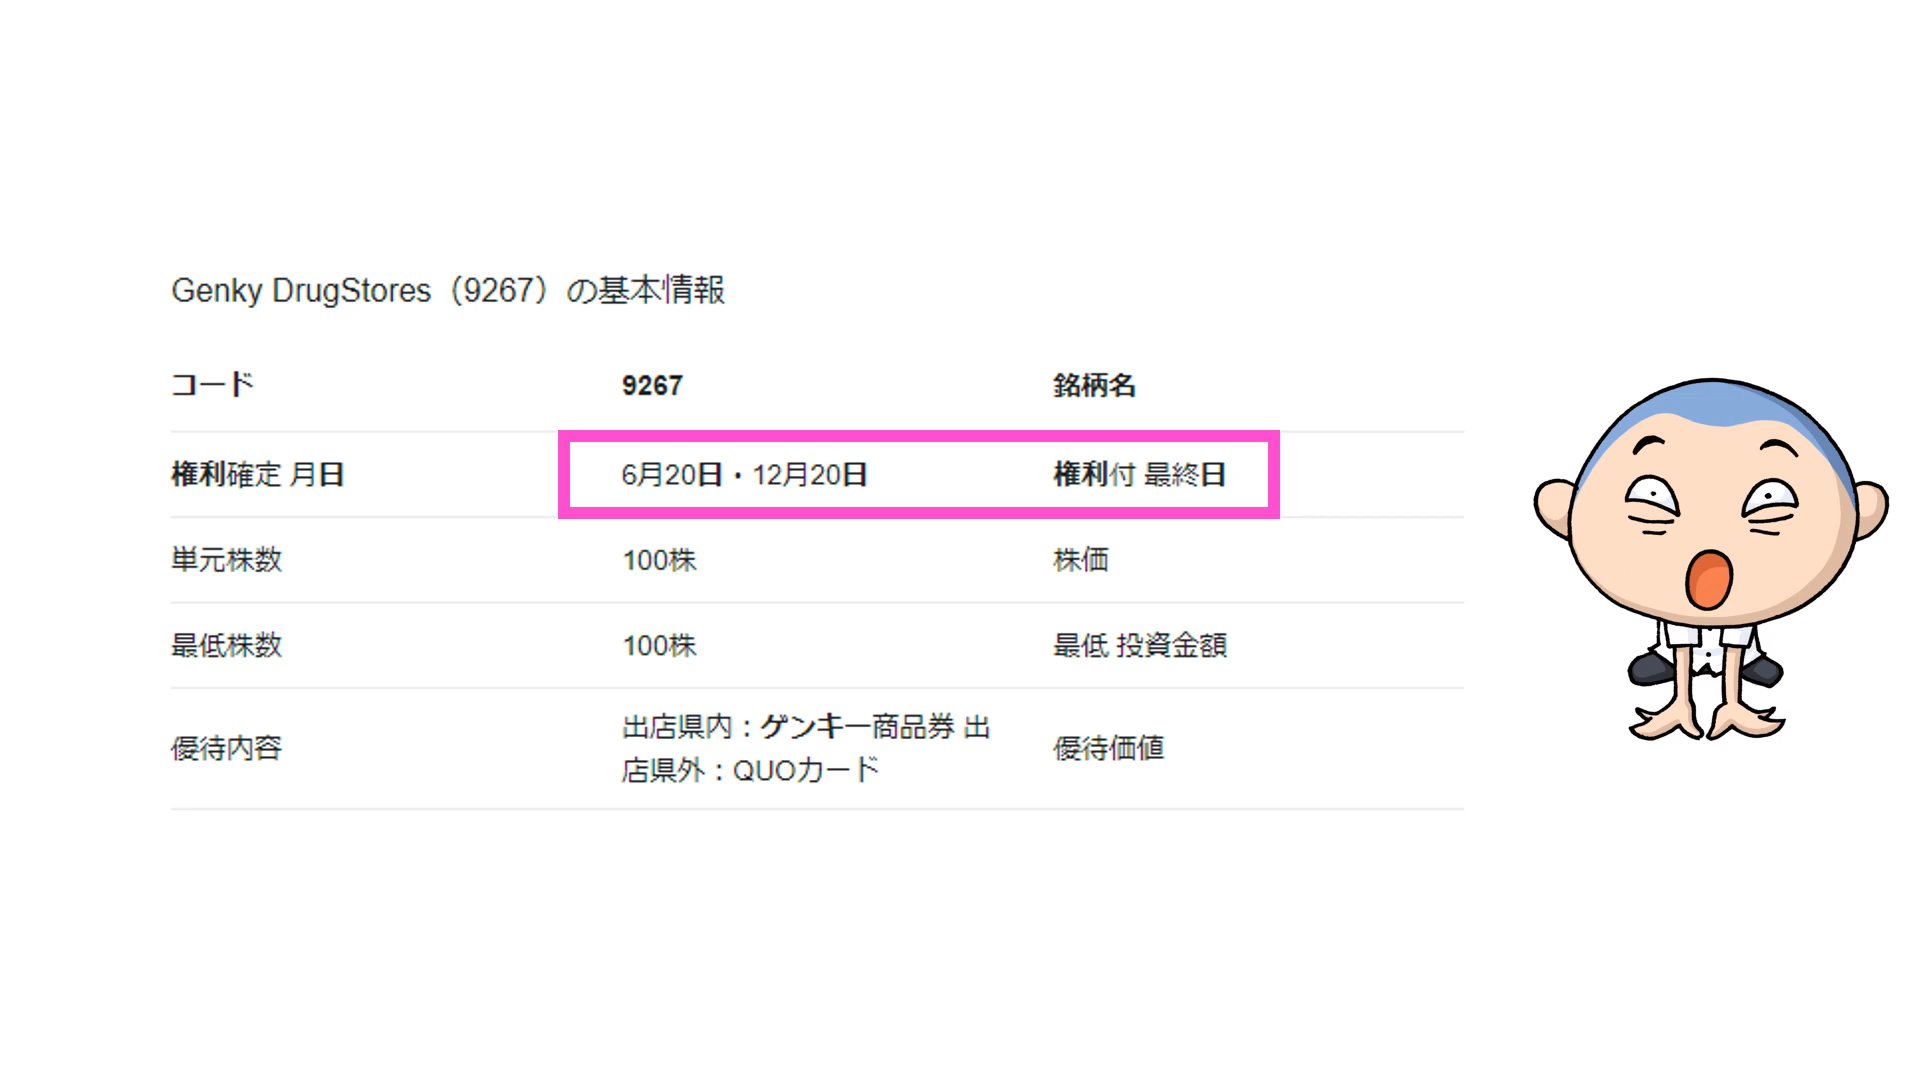 Genky DrugStores（9267）の基本情報
コード 9267 銘柄名
権利確定 月日 6月20日・12月20日 権利付 最終日
単元株数 100株 株価
最低株数 100株 最低 投資金額
優待内容 出店県内：ゲンキー商品券 出
店県外：QUOカード 優待価値